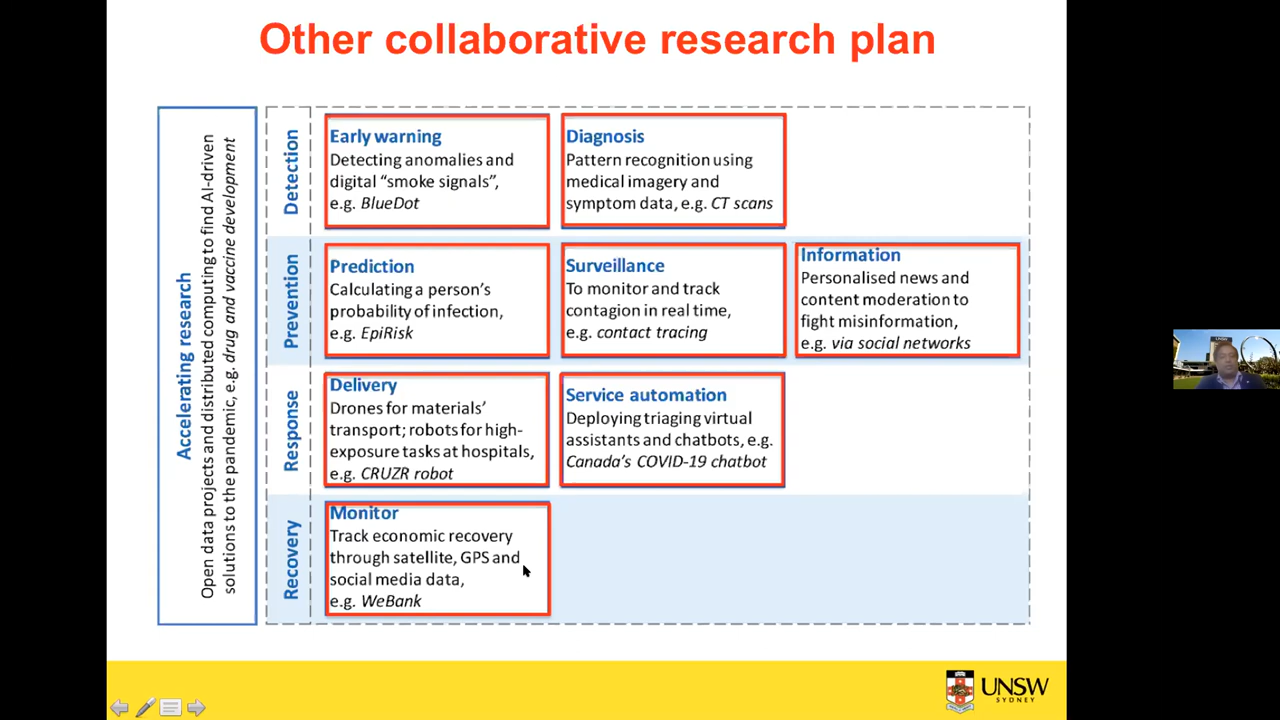 Other collaborative research plan
Accelerating research
Open data projects and distributed computing to find AI-driven
solutions to the pandemic, e.g. drug and vaccine development
Detection
Early warning
Detecting anomalies and
digital “smoke signals”,
e.g. BlueDot
Diagnosis
Pattern recognition using
medical imagery and
symptom data, e.g. CT scans
Prevention
Prediction
Calculating a person’s
probability of infection,
e.g. EpiRisk
Surveillance
To monitor and track
contagion in real time,
e.g. contact tracing
Information
Personalised news and
content moderation to
fight misinformation,
e.g. via social networks
Response
Delivery
Drones for materials’
transport; robots for high-
exposure tasks at hospitals,
e.g. CRUZR robot
Service automation
Deploying triaging virtual
assistants and chatbots, e.g.
Canada’s COVID-19 chatbot
Recovery
Monitor
Track economic recovery
through satellite, GPS and
social media data,
e.g. WeBank
UNSW
SYDNEY
UNSW